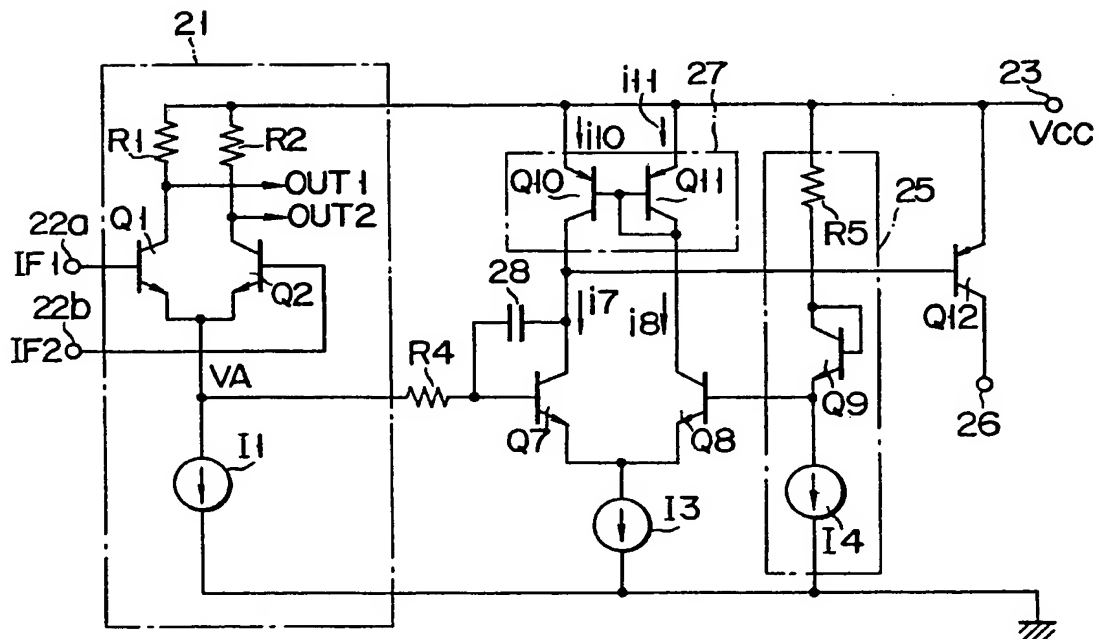 21
i11
27
23
VCC
R1
R2
i10
OUT1
OUT2
Q10
Q11
R5
25
22a
IF1
Q1
Q2
22b
IF2
28
i7
i8
Q12
VA
R4
Q7
Q8
Q9
26
I1
I3
I4